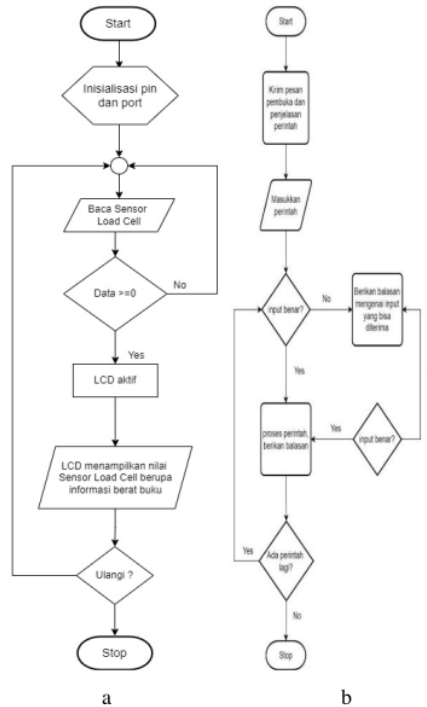 Start
Inisialisasi pin
dan port
Baca Sensor
Load Cell
Data >=0
No
Yes
LCD aktif
LCD menampilkan nilai
Sensor Load Cell berupa
informasi berat buku
Ulangi ?
Stop
a
Start
Kirim pesan
pembuka dan
penjelasan
perintah
Masukkan
perintah
input benar?
No
Berikan balasan
mengenai input
yang bisa
diterima
Yes
proses perintah,
berikan balasan
Yes
input benar?
Yes
Ada perintah
lagi?
No
Stop
b